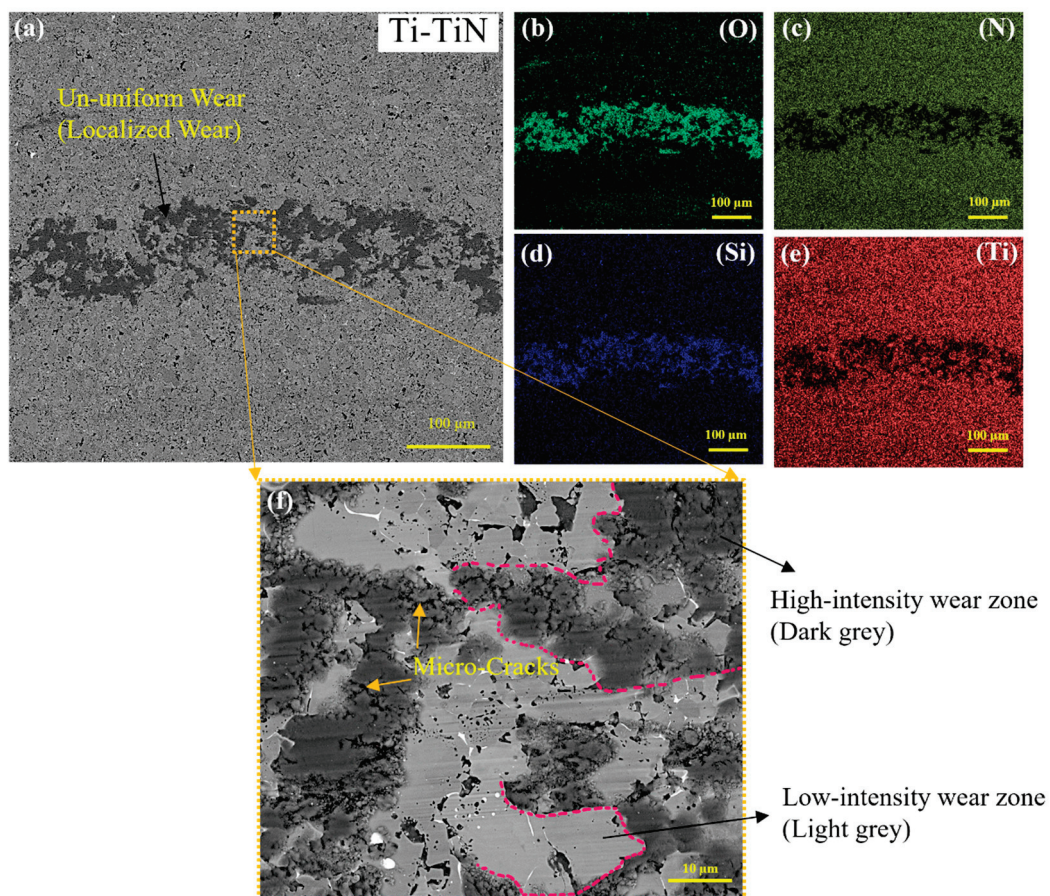 (a)
Ti-TiN
Un-uniform Wear
(Localized Wear)
100 µm
(b)
(O)
100 µm
(c)
(N)
100 µm
(d)
(Si)
100 µm
(e)
(Ti)
100 µm
(f)
Micro-Cracks
10 µm
High-intensity wear zone
(Dark grey)
Low-intensity wear zone
(Light grey)